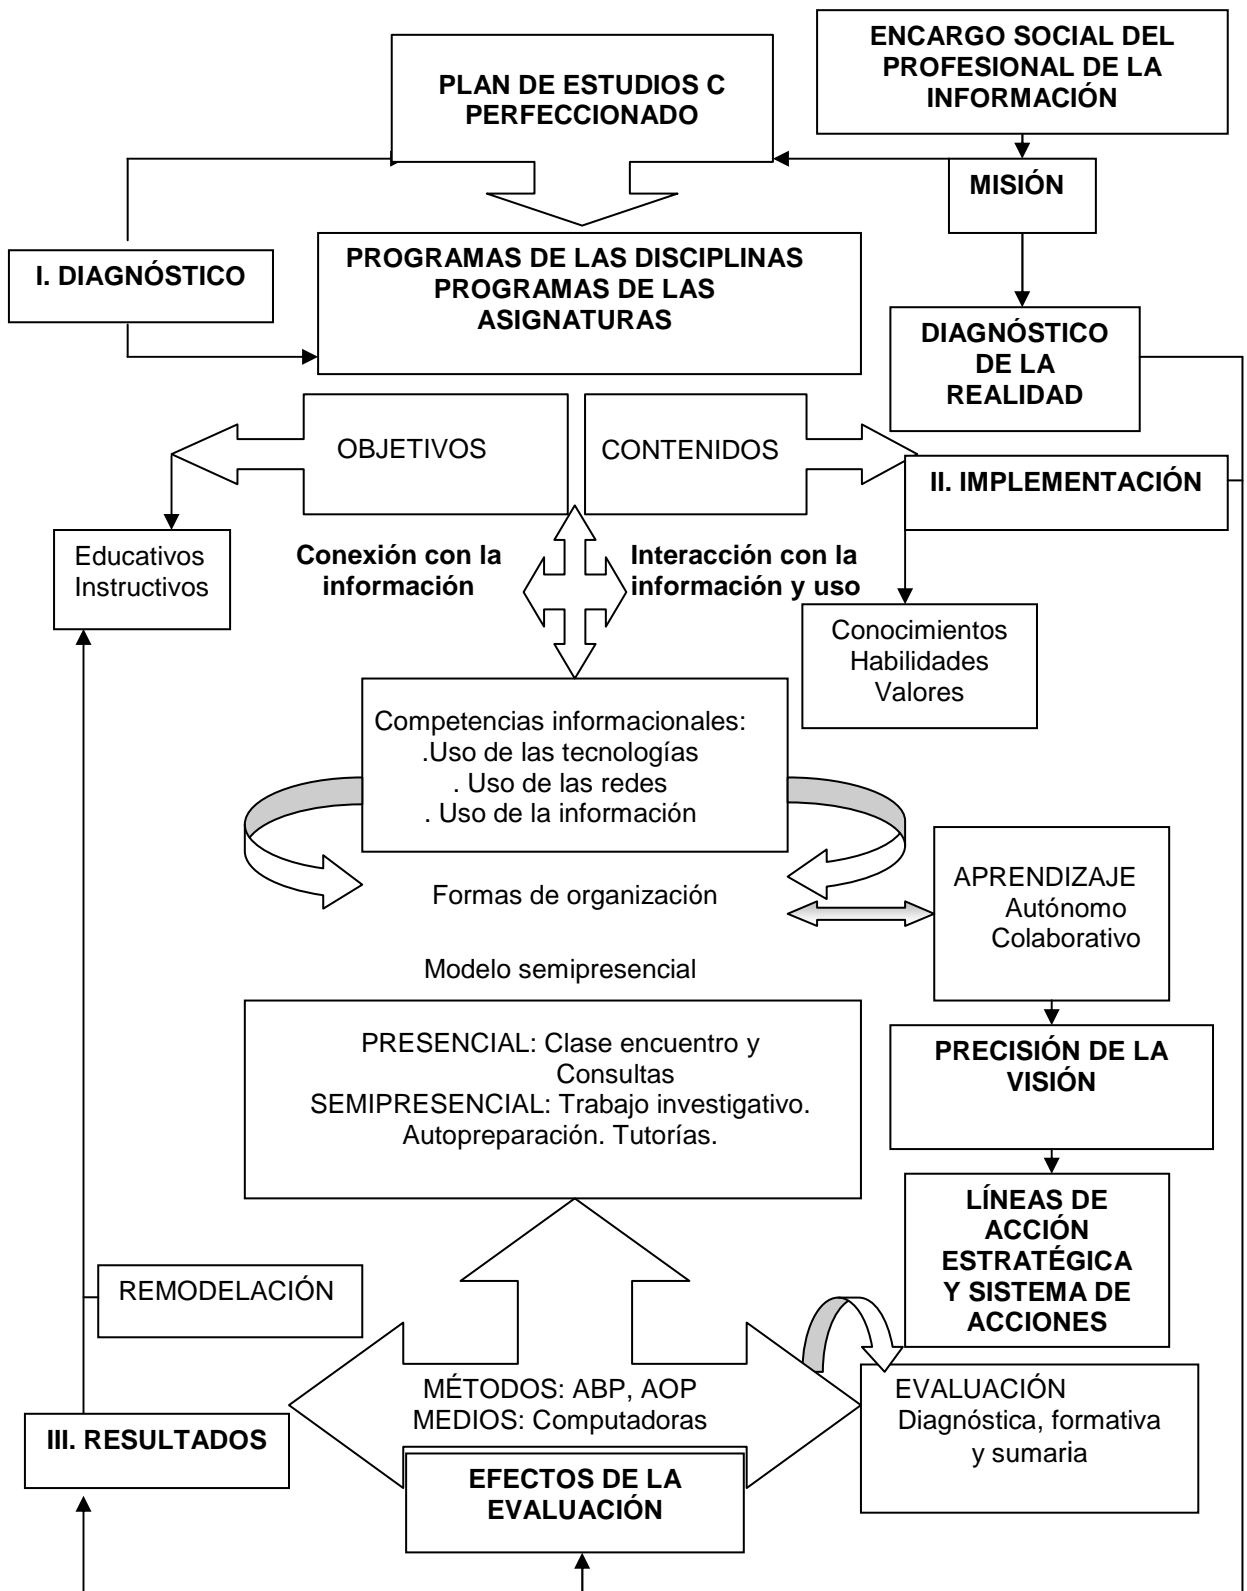 ENCARGO SOCIAL DEL
PROFESIONAL DE LA
INFORMACIÓN
PLAN DE ESTUDIOS C
PERFECCIONADO
MISIÓN
I. DIAGNÓSTICO
PROGRAMAS DE LAS DISCIPLINAS
PROGRAMAS DE LAS
ASIGNATURAS
DIAGNÓSTICO
DE LA
REALIDAD
OBJETIVOS
CONTENIDOS
II. IMPLEMENTACIÓN
Educativos
Instructivos
Conexión con la
información
Interacción con la
información y uso
Conocimientos
Habilidades
Valores
Competencias informacionales:
.Uso de las tecnologías
. Uso de las redes
. Uso de la información
Formas de organización
APRENDIZAJE
Autónomo
Colaborativo
Modelo semipresencial
PRESENCIAL: Clase encuentro y
Consultas
SEMIPRESENCIAL: Trabajo investigativo.
Autopreparación. Tutorías.
PRECISIÓN DE LA
VISIÓN
LÍNEAS DE
ACCIÓN
ESTRATÉGICA
Y SISTEMA DE
ACCIONES
REMODELACIÓN
MÉTODOS: ABP, AOP
MEDIOS: Computadoras
EVALUACIÓN
Diagnóstica, formativa
y sumaria
III. RESULTADOS
EFECTOS DE LA
EVALUACIÓN